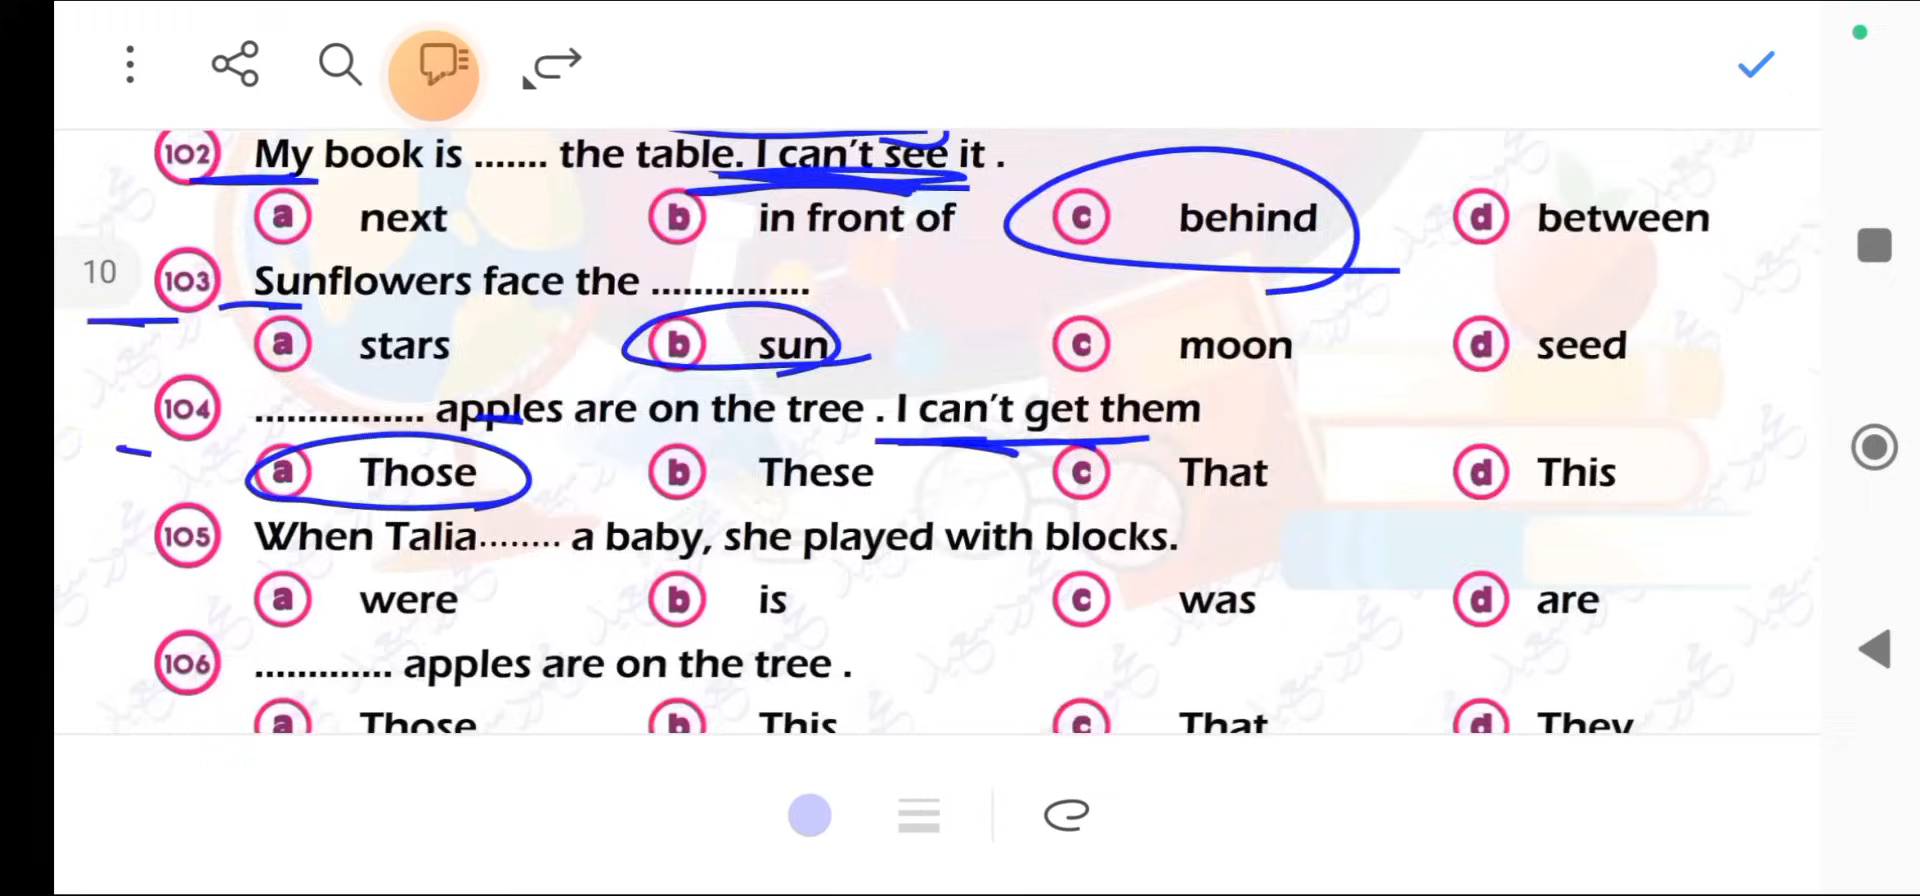 102 My book is ....... the table. I can't see it .
a next b in front of c behind d between
10
103 Sunflowers face the ...............
a stars b sun c moon d seed
104 ................ apples are on the tree . I can't get them
a Those b These c That d This
105 When Talia........ a baby, she played with blocks.
a were b is c was d are
106 ............. apples are on the tree .
a Those b This c That d They